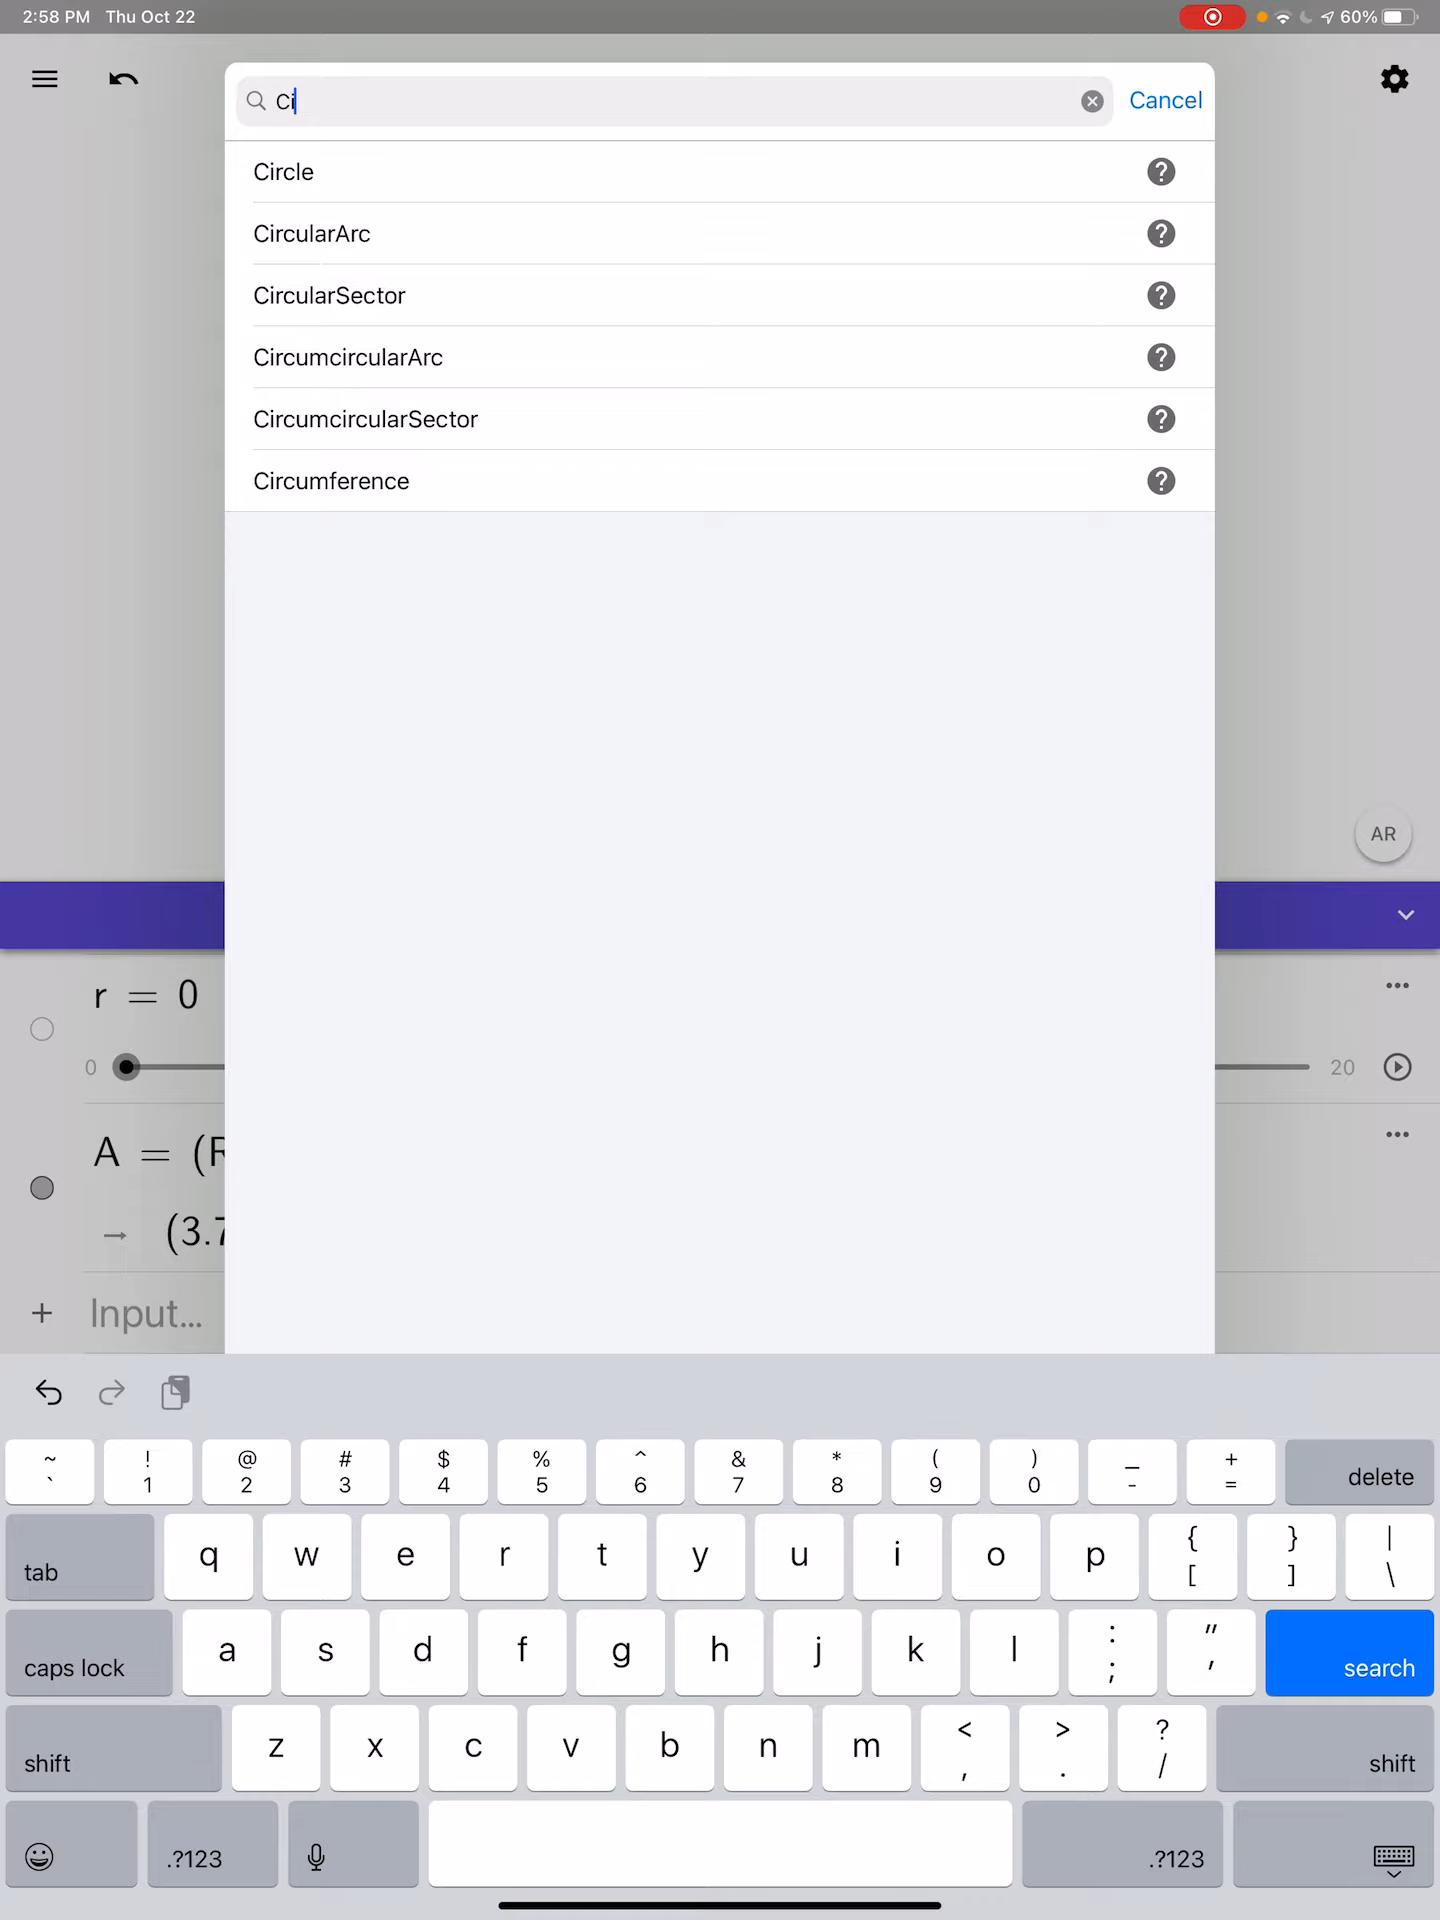 2:58 PM Thu Oct 22
60%
Ci
Cancel
Circle
?
CircularArc
?
CircularSector
?
CircumcircularArc
?
CircumcircularSector
?
Circumference
?
AR
r = 0
0
20
A = (R
→ (3.7
+ Input...
~ ! @ # $ % ^ & * ( ) _ +
` 1 2 3 4 5 6 7 8 9 0 - = delete
tab q w e r t y u i o p { [ } ] | \
caps lock a s d f g h j k l : ; " ' search
shift z x c v b n m < , > . ? / shift
.?123 .?123